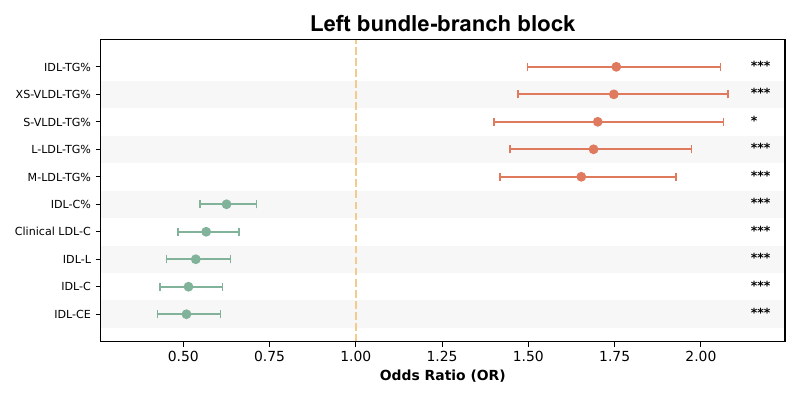 Left bundle-branch block
IDL-TG% ***
XS-VLDL-TG% ***
S-VLDL-TG% *
L-LDL-TG% ***
M-LDL-TG% ***
IDL-C% ***
Clinical LDL-C ***
IDL-L ***
IDL-C ***
IDL-CE ***
0.50 0.75 1.00 1.25 1.50 1.75 2.00
Odds Ratio (OR)